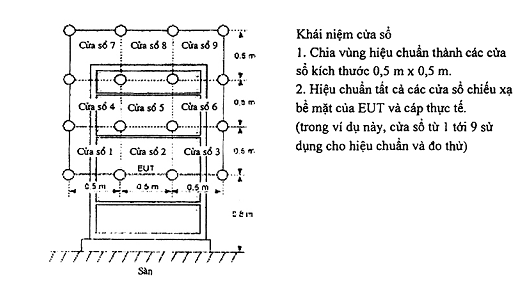 Khái niệm cửa sổ
1. Chia vùng hiệu chuẩn thành các cửa
sổ kích thước 0,5 m x 0,5 m.
2. Hiệu chuẩn tất cả các cửa sổ chiếu xạ
bề mặt của EUT và cáp thực tế.
(trong ví dụ này, cửa sổ từ 1 tới 9 sử
dụng cho hiệu chuẩn và đo thử)
Cửa sổ 7 Cửa sổ 8 Cửa sổ 9
0,5 m
Cửa sổ 4 Cửa sổ 5 Cửa sổ 6
0,5 m
Cửa sổ 1 Cửa sổ 2 Cửa sổ 3
0,5 m
EUT
0,5 m 0,5 m 0,5 m
0,8 m
Sàn